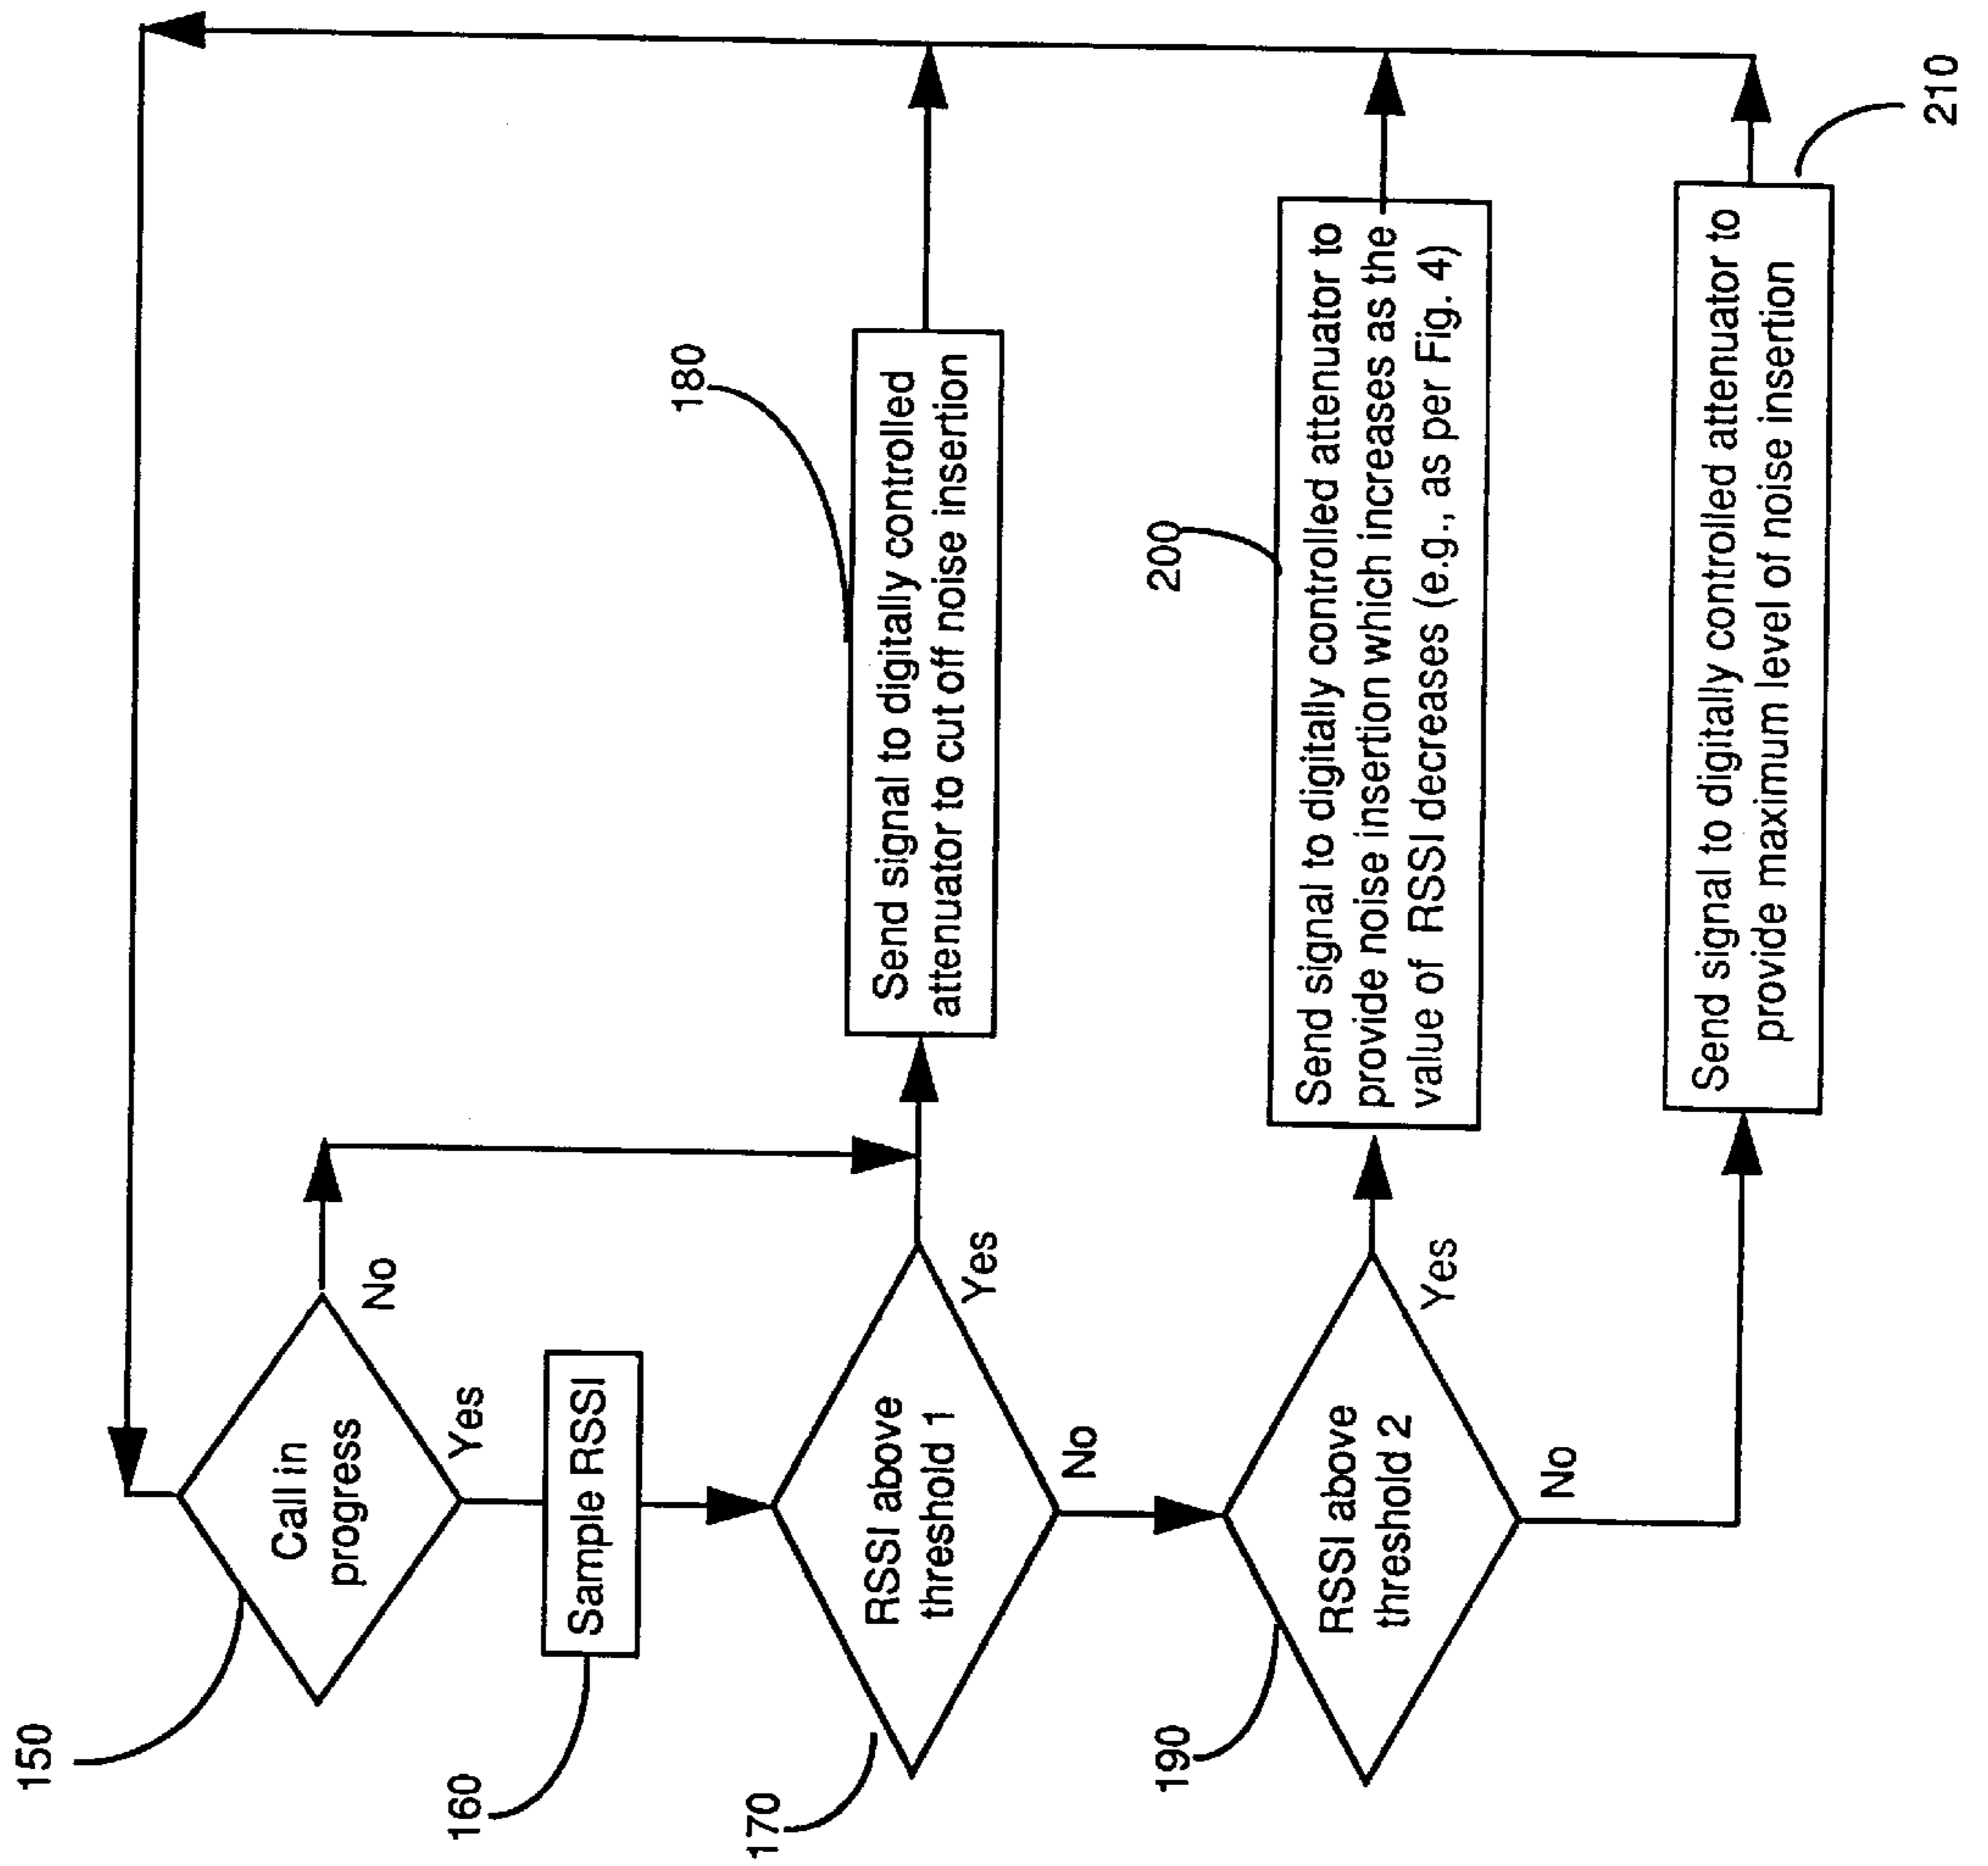 150
Call in
progress
No
Yes
160
Sample RSSI
170
RSSI above
threshold 1
Yes
No
180
Send signal to digitally controlled
attenuator to cut off noise insertion
190
RSSI above
threshold 2
Yes
No
200
Send signal to digitally controlled attenuator to
provide noise insertion which increases as the
value of RSSI decreases (e.g., as per Fig. 4)
Send signal to digitally controlled attenuator to
provide maximum level of noise insertion
210